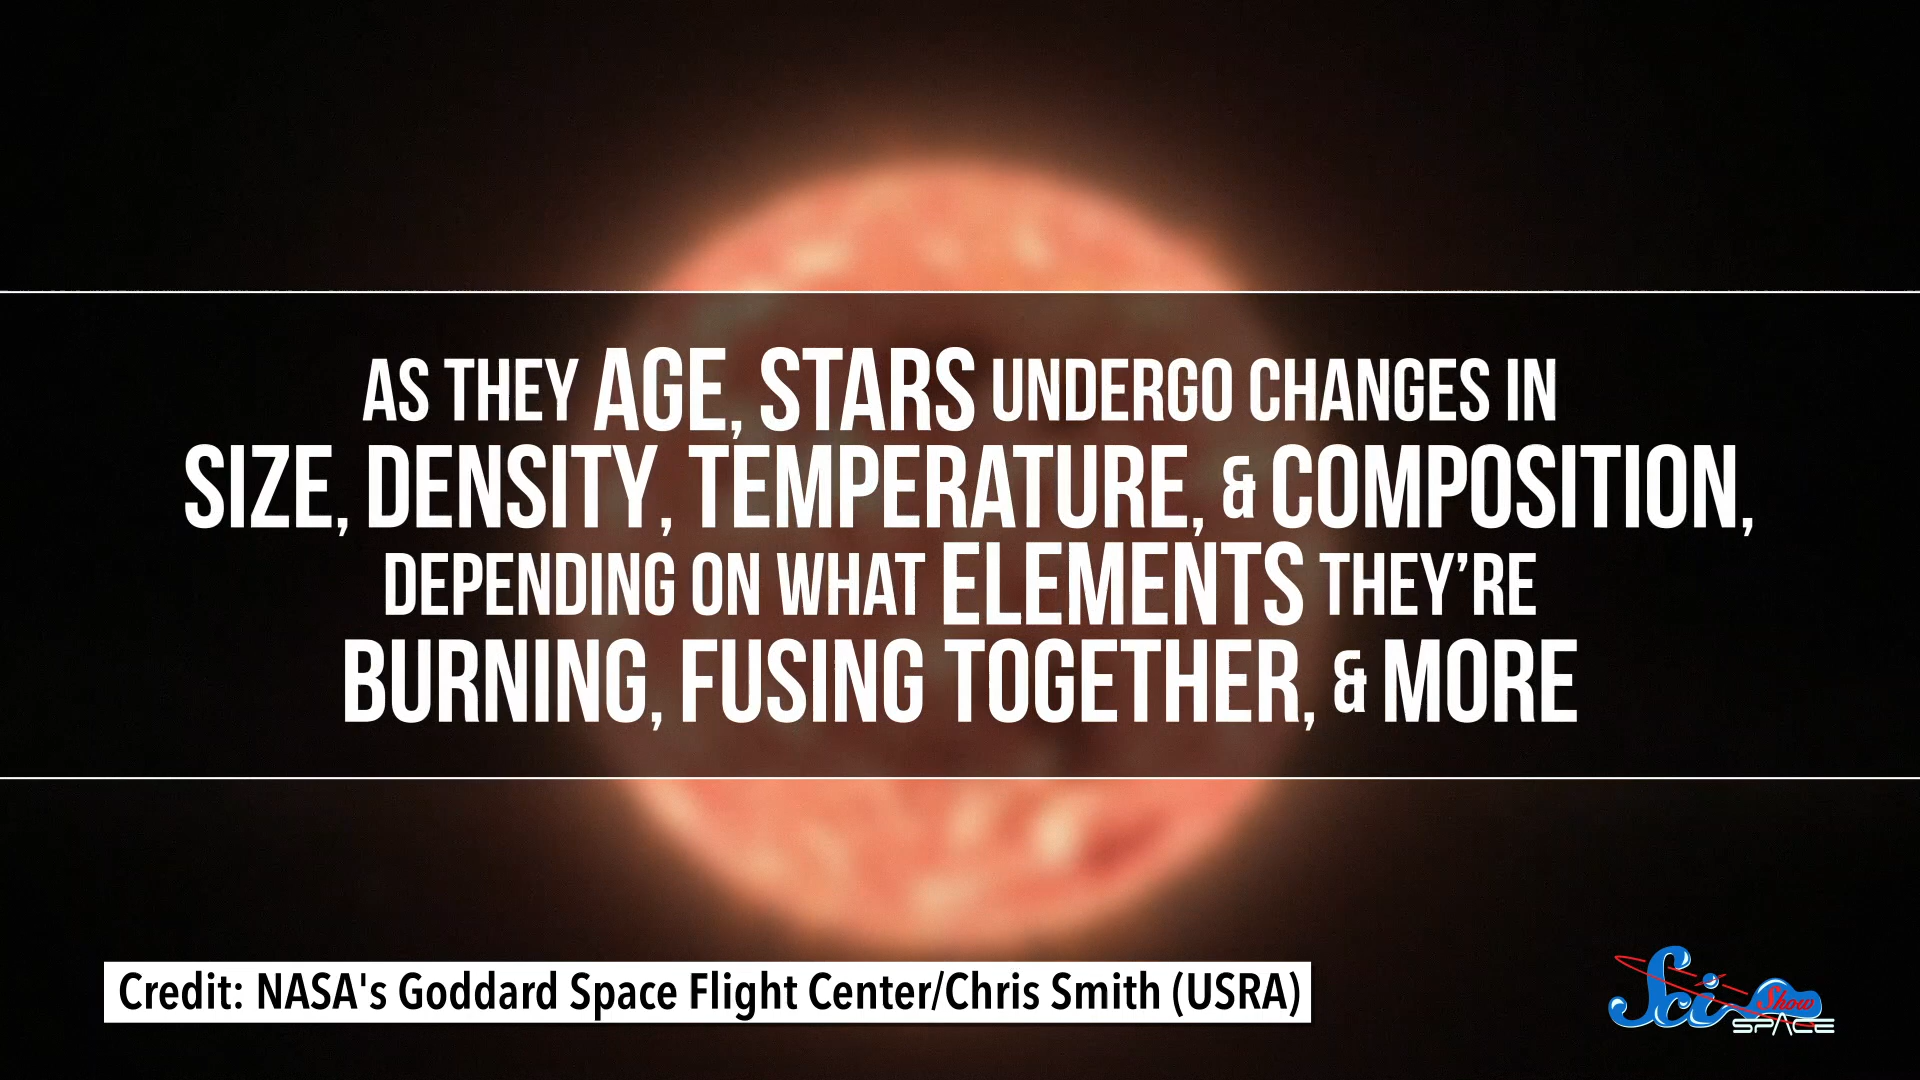 AS THEY AGE, STARS UNDERGO CHANGES IN
SIZE, DENSITY, TEMPERATURE, & COMPOSITION,
DEPENDING ON WHAT ELEMENTS THEY'RE
BURNING, FUSING TOGETHER, & MORE
Credit: NASA's Goddard Space Flight Center/Chris Smith (USRA)
Sci Show
SPACE